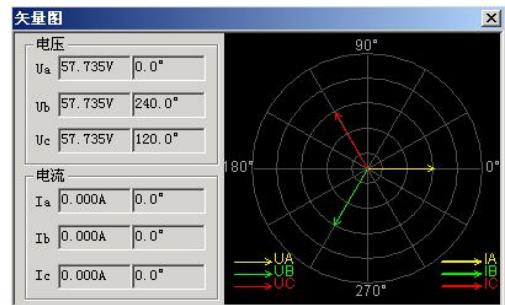 矢量图
电压
Ua 57.735V 0.0°
Ub 57.735V 240.0°
Uc 57.735V 120.0°
电流
Ia 0.000A 0.0°
Ib 0.000A 0.0°
Ic 0.000A 0.0°
90°
180°
0°
270°
UA
UB
UC
IA
IB
IC